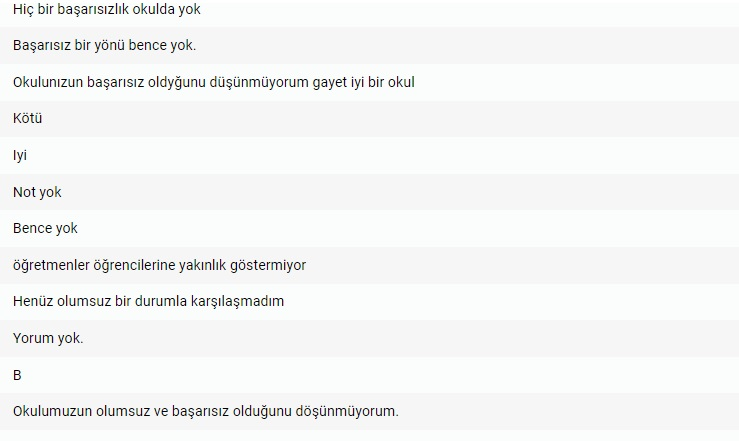 Hiç bir başarısızlık okulda yok
Başarısız bir yönü bence yok.
Okulunızun başarısız oldyğunu düşünmüyorum gayet iyi bir okul
Kötü
Iyi
Not yok
Bence yok
öğretmenler öğrencilerine yakınlık göstermiyor
Henüz olumsuz bir durumla karşılaşmadım
Yorum yok.
B
Okulumuzun olumsuz ve başarısız olduğunu döşünmüyorum.